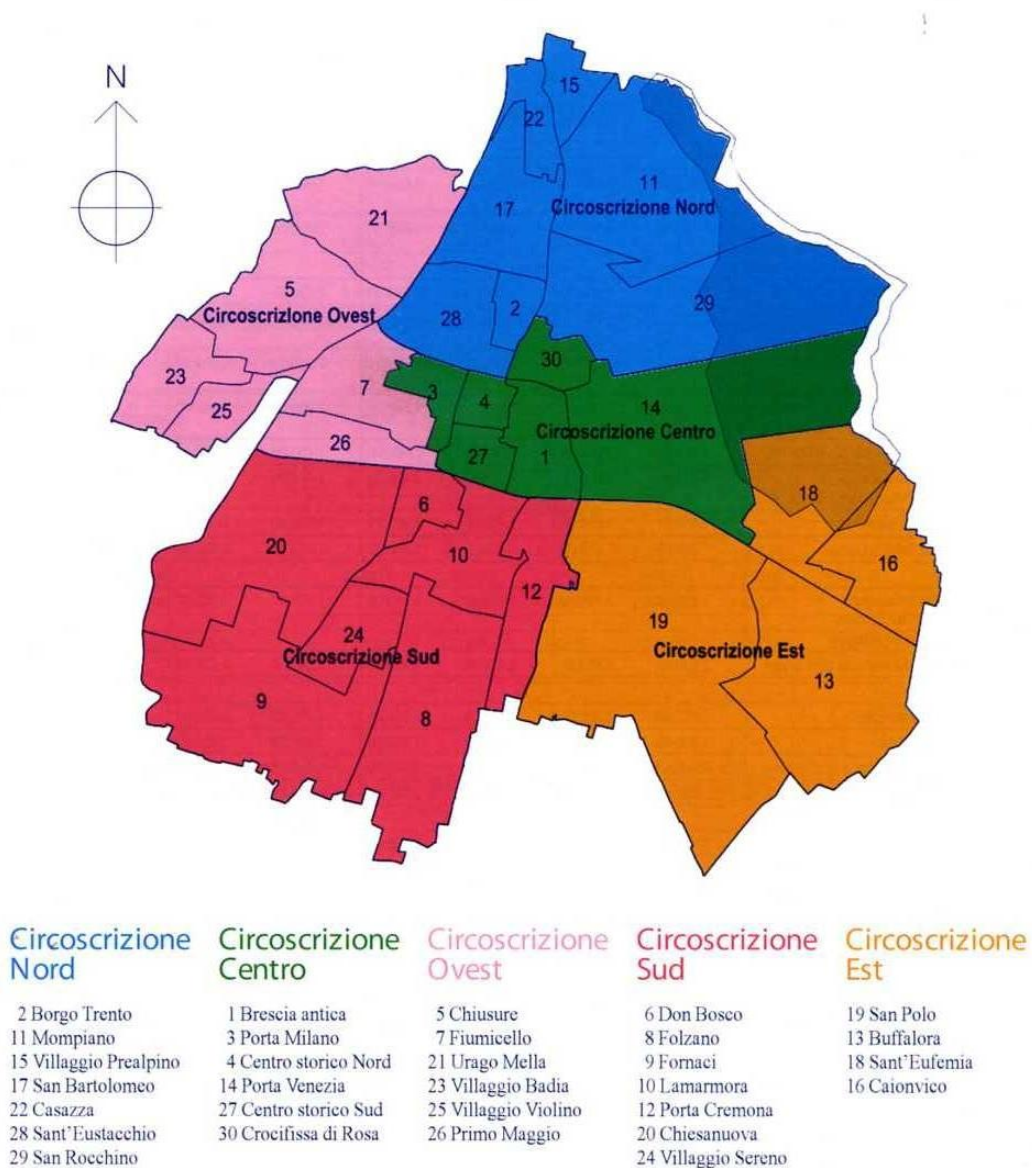 N
15
22
11
Circoscrizione Nord
17
21
5
Circoscrizione Ovest
28
2
29
30
23
7
3
4
14
25
Circoscrizione Centro
26
27
1
6
18
20
10
16
12
24
19
Circoscrizione Sud
Circoscrizione Est
9
13
8
Circoscrizione
Nord
2 Borgo Trento
11 Mompiano
15 Villaggio Prealpino
17 San Bartolomeo
22 Casazza
28 Sant'Eustacchio
29 San Rocchino
Circoscrizione
Centro
1 Brescia antica
3 Porta Milano
4 Centro storico Nord
14 Porta Venezia
27 Centro storico Sud
30 Crocifissa di Rosa
Circoscrizione
Ovest
5 Chiusure
7 Fiumicello
21 Urago Mella
23 Villaggio Badia
25 Villaggio Violino
26 Primo Maggio
Circoscrizione
Sud
6 Don Bosco
8 Folzano
9 Fornaci
10 Lamarmora
12 Porta Cremona
20 Chiesanuova
24 Villaggio Sereno
Circoscrizione
Est
19 San Polo
13 Buffalora
18 Sant'Eufemia
16 Caionvico